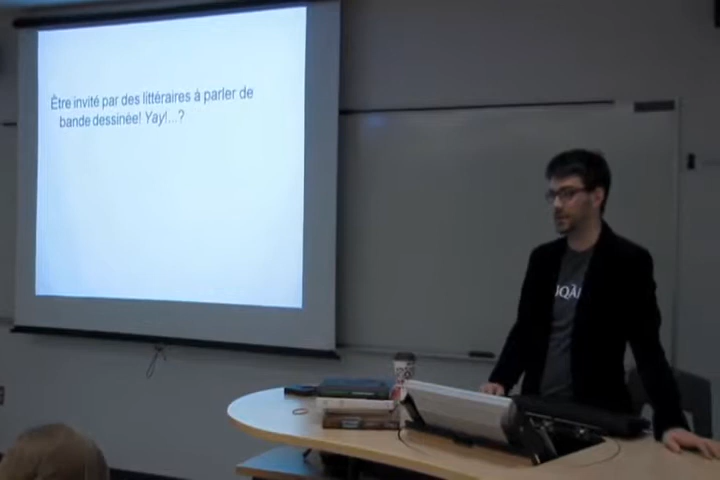 Être invité par des littéraires à parler de
bande dessinée! Yay!...?